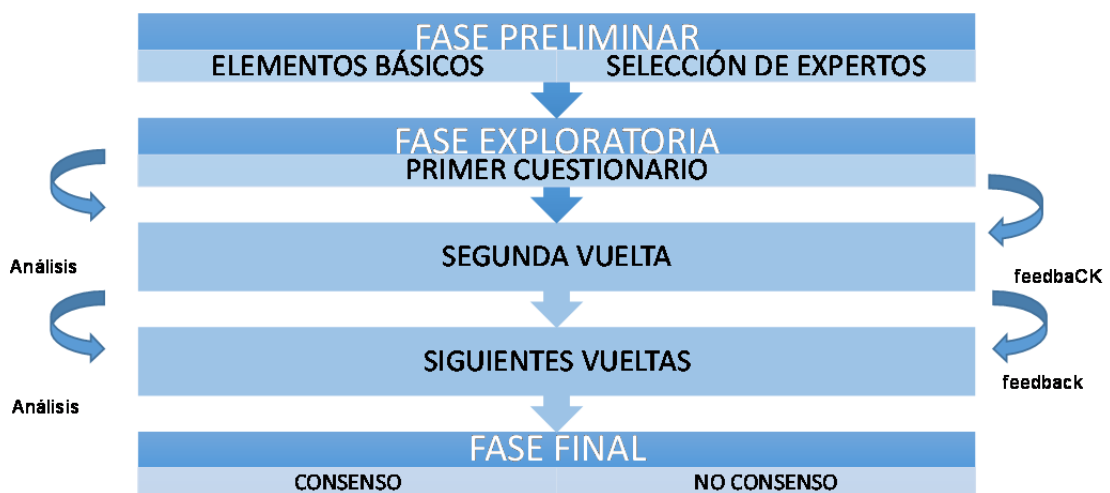 FASE PRELIMINAR
ELEMENTOS BÁSICOS
SELECCIÓN DE EXPERTOS
FASE EXPLORATORIA
PRIMER CUESTIONARIO
SEGUNDA VUELTA
Análisis
feedbaCK
SIGUIENTES VUELTAS
Análisis
feedback
FASE FINAL
CONSENSO
NO CONSENSO